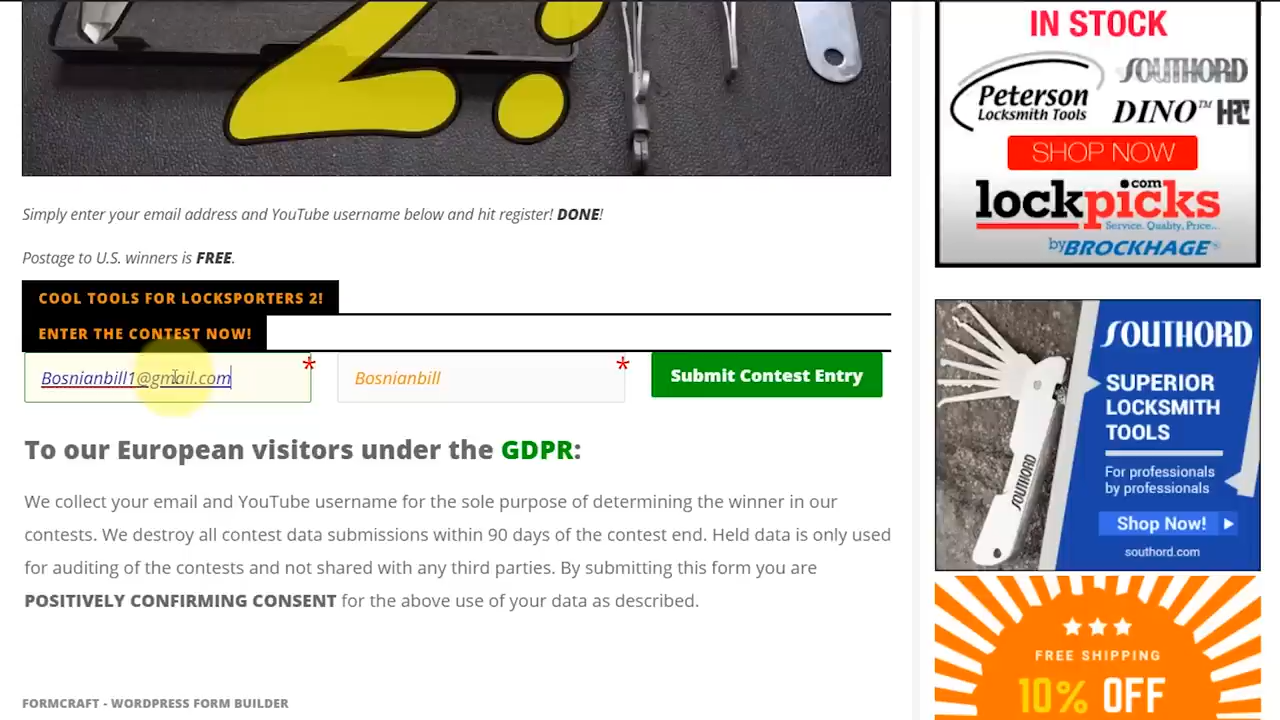 2!
Simply enter your email address and YouTube username below and hit register! DONE!
Postage to U.S. winners is FREE.
COOL TOOLS FOR LOCKSPORTERS 2!
ENTER THE CONTEST NOW!
Bosnianbill1@gmail.com
*
Bosnianbill
*
Submit Contest Entry
To our European visitors under the GDPR:
We collect your email and YouTube username for the sole purpose of determining the winner in our
contests. We destroy all contest data submissions within 90 days of the contest end. Held data is only used
for auditing of the contests and not shared with any third parties. By submitting this form you are
POSITIVELY CONFIRMING CONSENT for the above use of your data as described.
FORMCRAFT - WORDPRESS FORM BUILDER
IN STOCK
Peterson
Locksmith Tools
SOUTHORD
DINO™ HPC
SHOP NOW
lockpicks.com
Service. Quality. Price...
by BROCKHAGE®
SOUTHORD
SUPERIOR
LOCKSMITH
TOOLS
For professionals
by professionals
Shop Now!
southord.com
SOUTHORD
FREE SHIPPING
10% OFF